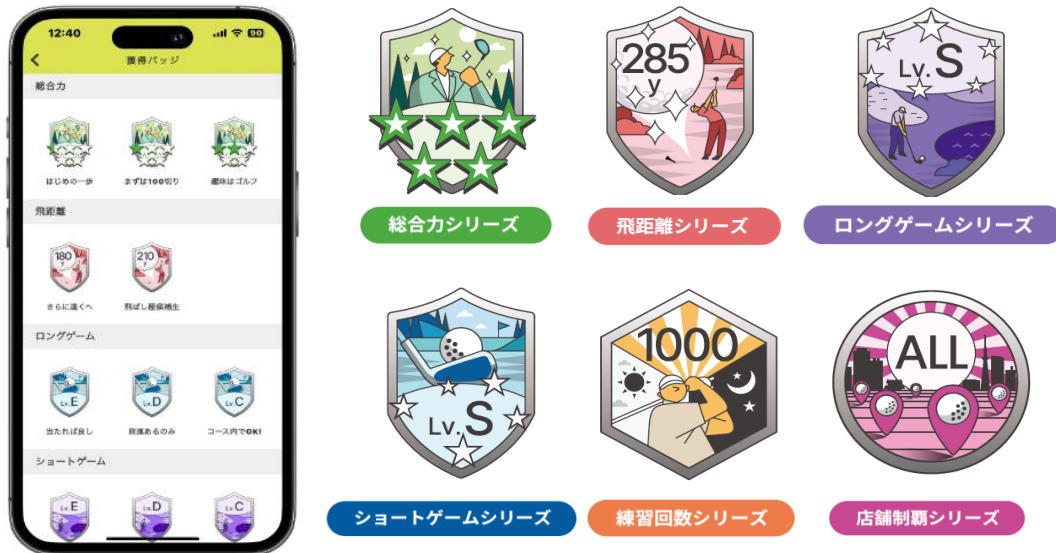 12:40
90
獲得バッジ
総合力
はじめの一歩
まずは100切り
趣味はゴルフ
飛距離
180
y
210
y
さらに遠くへ
飛ばし屋候補生
ロングゲーム
Lv.E
Lv.D
Lv.C
当たれば良し
前進あるのみ
コース内でOK!
ショートゲーム
Lv.E
Lv.D
Lv.C
285
y
Lv.S
総合力シリーズ
飛距離シリーズ
ロングゲームシリーズ
Lv.S
1000
ALL
ショートゲームシリーズ
練習回数シリーズ
店舗制覇シリーズ